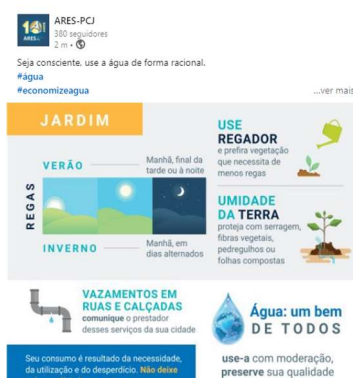 10
ARES-PCJ
ARES-PCJ
380 seguidores
2 m •
Seja consciente, use a água de forma racional.
#água
#economizeagua
...ver mais
JARDIM
REGAS
VERÃO
Manhã, final da
tarde ou à noite
INVERNO
Manhã, em
dias alternados
USE
REGADOR
e prefira vegetação
que necessita de
menos regas
UMIDADE
DA TERRA
proteja com serragem,
fibras vegetais,
pedregulhos ou
folhas compostas
VAZAMENTOS EM
RUAS E CALÇADAS
comunique o prestador
desses serviços da sua cidade
Água: um bem
DE TODOS
Seu consumo é resultado da necessidade,
da utilização e do desperdício. Não deixe
use-a com moderação,
preserve sua qualidade